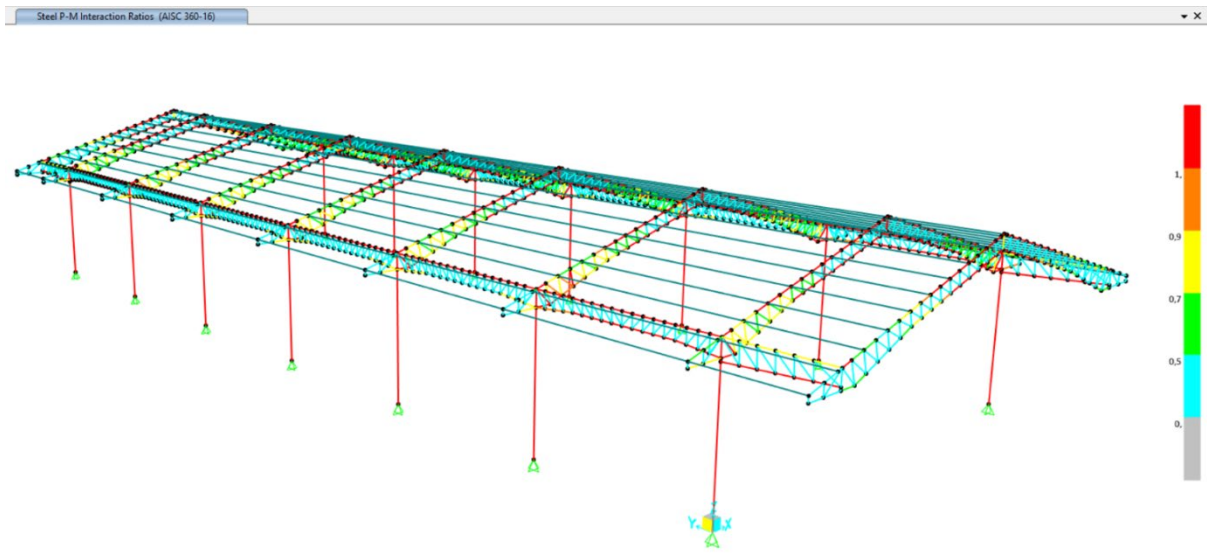 Steel P-M Interaction Ratios (AISC 360-16)
1,
0,9
0,7
0,5
0,
Z
Y
X